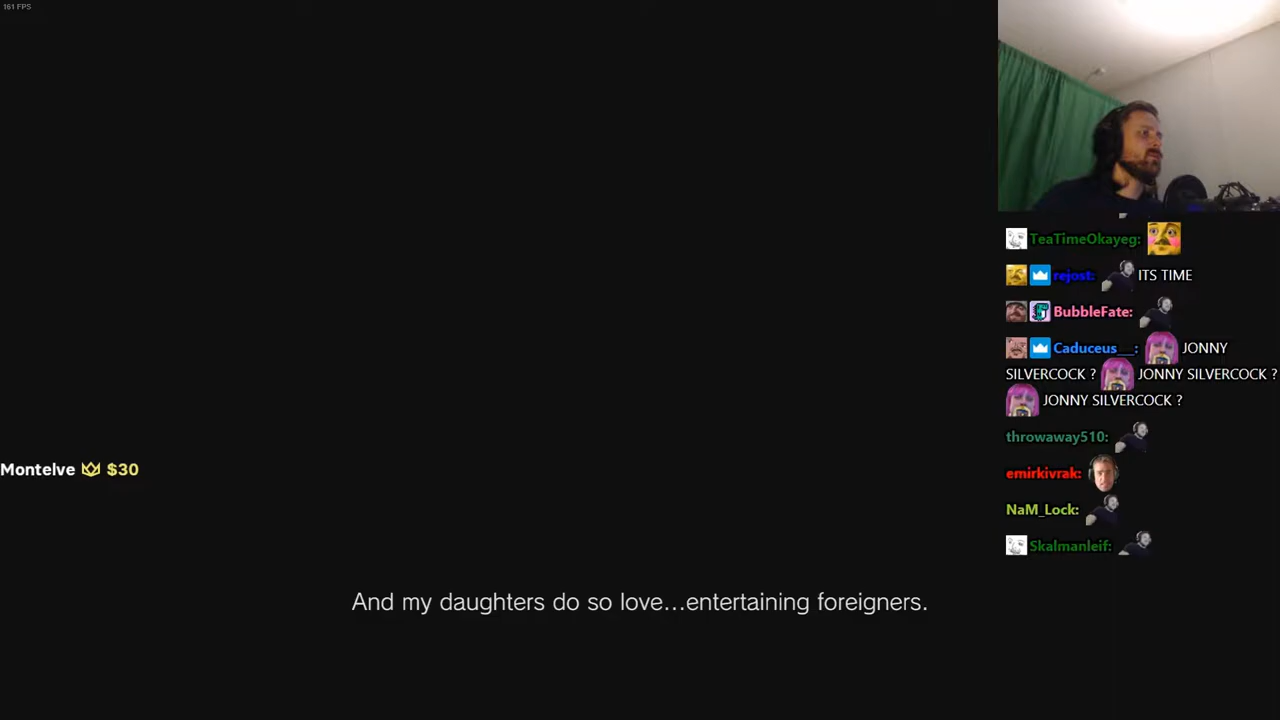 161 FPS
TeaTimeOkayeg:
rejost: ITS TIME
BubbleFate:
Caduceus__: JONNY
SILVERCOCK ? JONNY SILVERCOCK ?
JONNY SILVERCOCK ?
throwaway510:
Montelve $30
emirkivrak:
NaM_Lock:
Skalmanleif:
And my daughters do so love...entertaining foreigners.